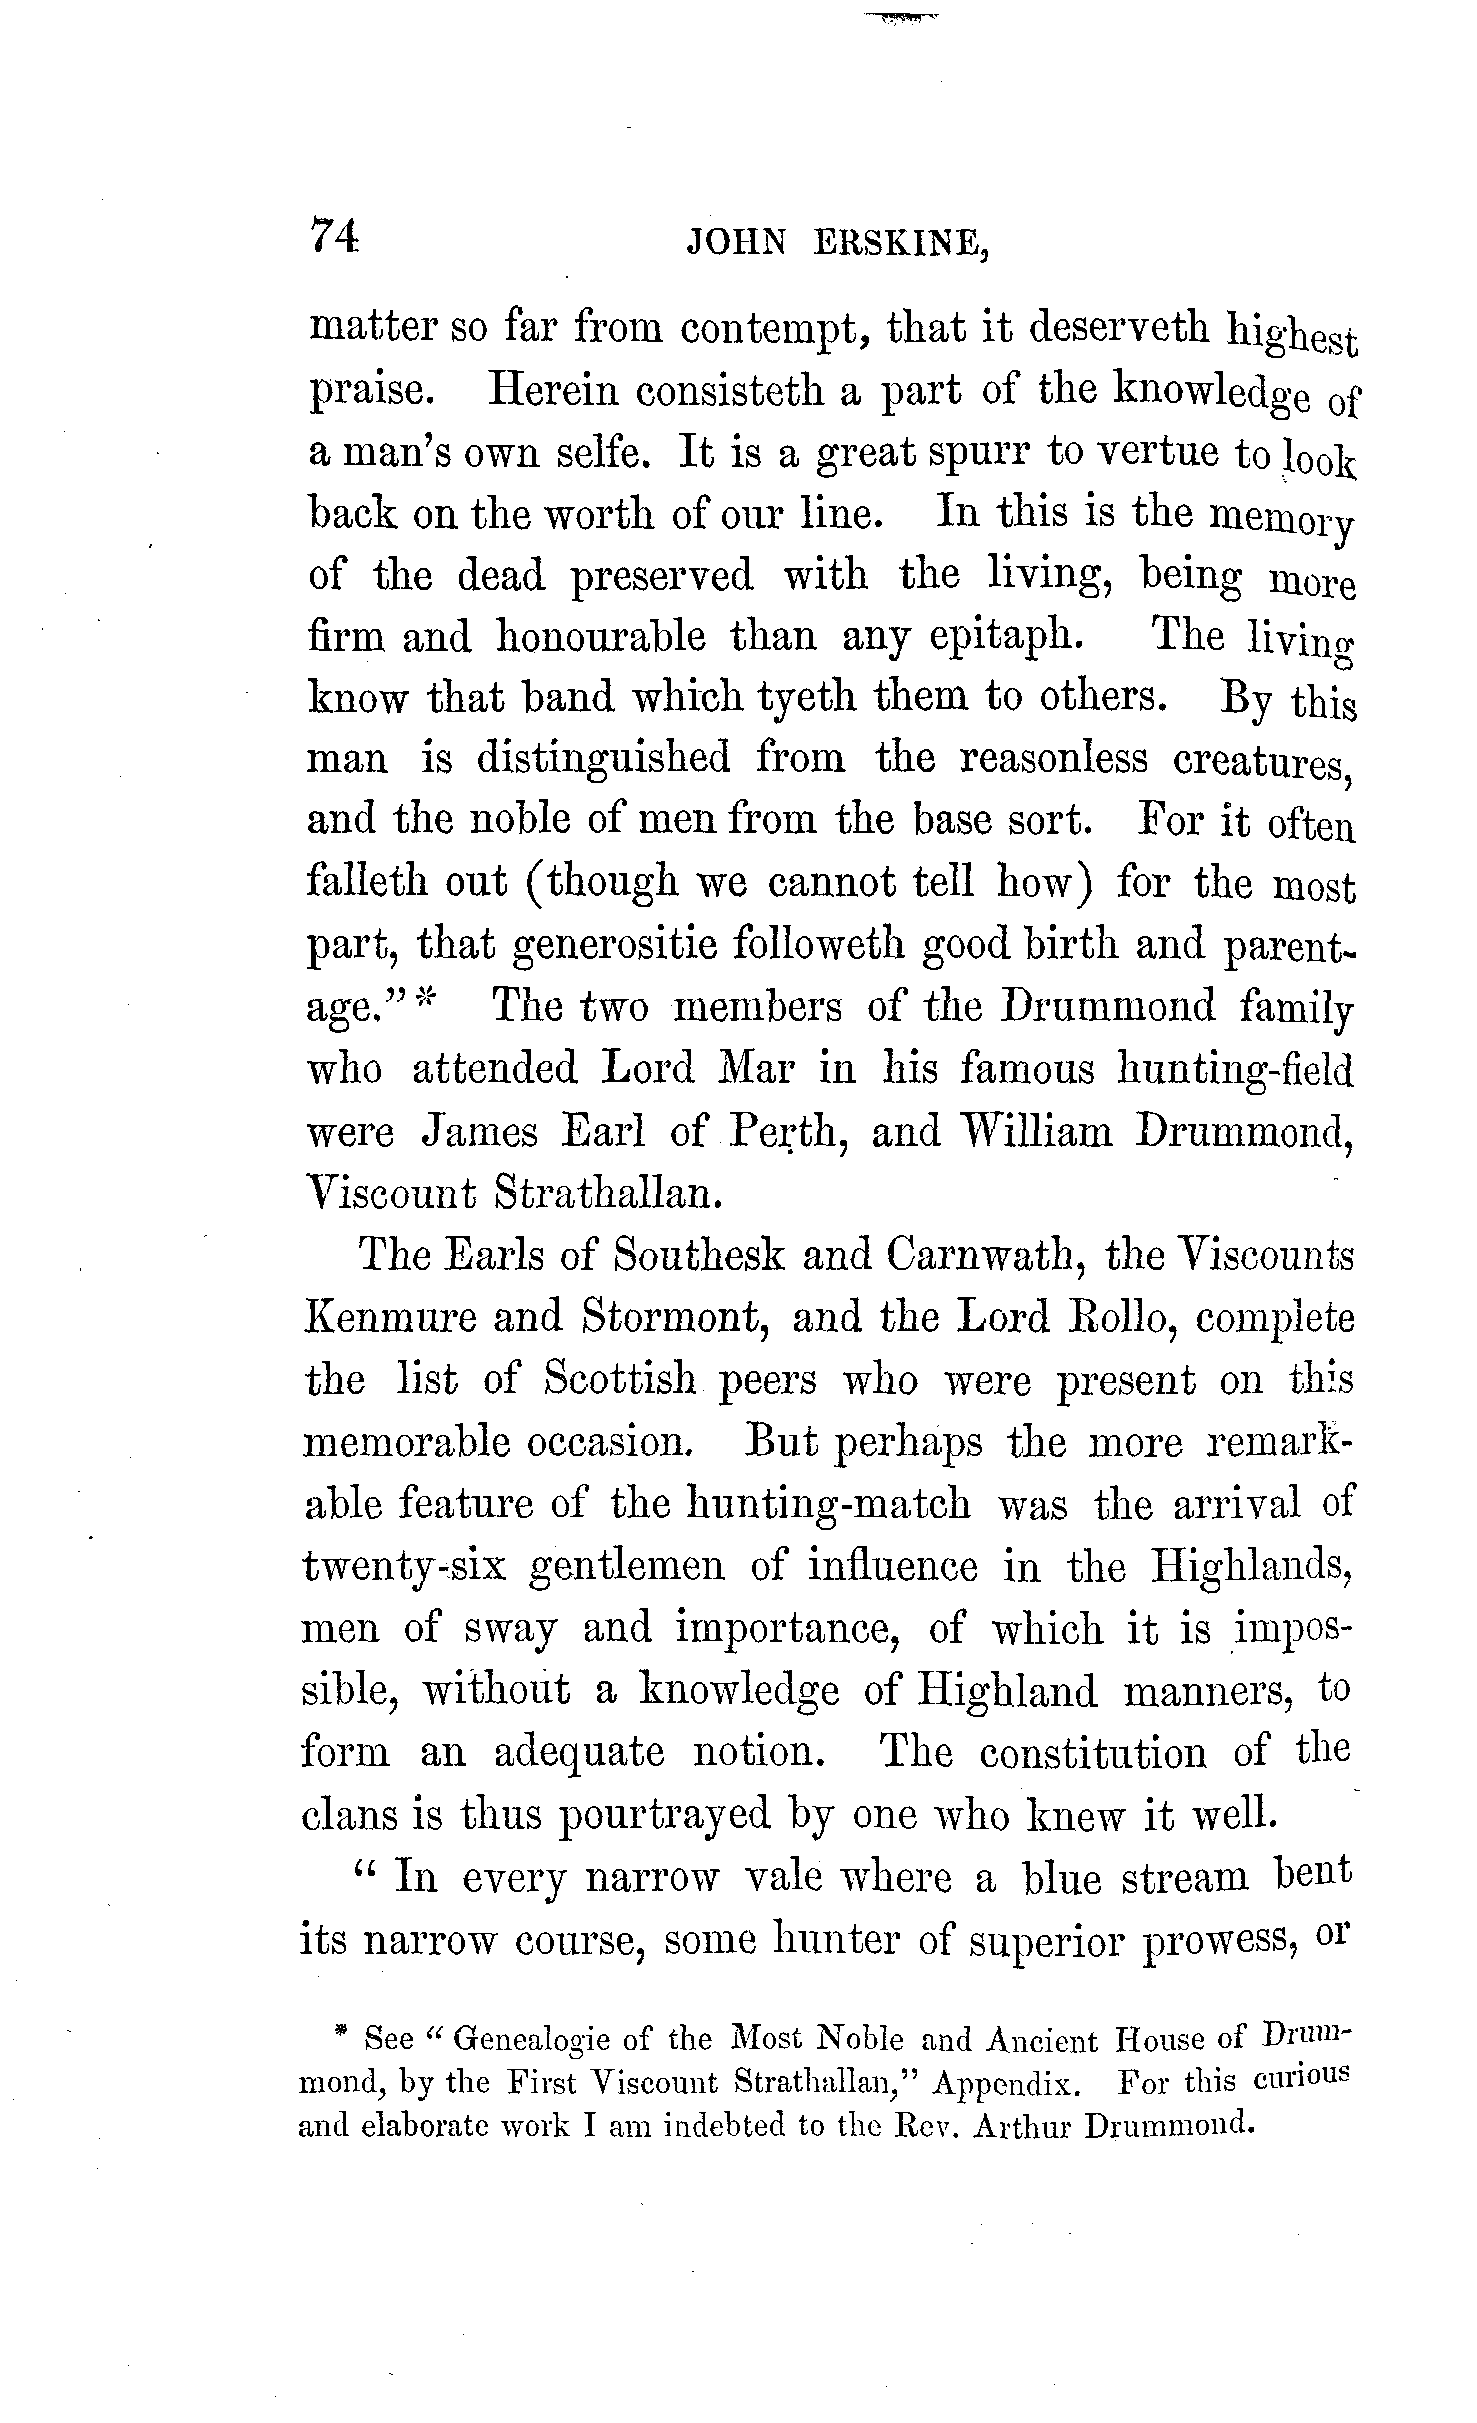 74 JOHN ERSKINE,
matter so far from contempt, that it deserveth highest
praise. Herein consisteth a part of the knowledge of
a man's own selfe. It is a great spurr to vertue to look
back on the worth of our line. In this is the memory
of the dead preserved with the living, being more
firm and honourable than any epitaph. The living
know that band which tyeth them to others. By this
man is distinguished from the reasonless creatures,
and the noble of men from the base sort. For it often
falleth out (though we cannot tell how) for the most
part, that generositie followeth good birth and parent-
age."* The two members of the Drummond family
who attended Lord Mar in his famous hunting-field
were James Earl of Perth, and William Drummond,
Viscount Strathallan.
The Earls of Southesk and Carnwath, the Viscounts
Kenmure and Stormont, and the Lord Rollo, complete
the list of Scottish peers who were present on this
memorable occasion. But perhaps the more remark-
able feature of the hunting-match was the arrival of
twenty-six gentlemen of influence in the Highlands,
men of sway and importance, of which it is impos-
sible, without a knowledge of Highland manners, to
form an adequate notion. The constitution of the
clans is thus pourtrayed by one who knew it well.
"In every narrow vale where a blue stream bent
its narrow course, some hunter of superior prowess, or
* See "Genealogie of the Most Noble and Ancient House of Drum-
mond, by the First Viscount Strathallan," Appendix. For this curious
and elaborate work I am indebted to the Rev. Arthur Drummond.